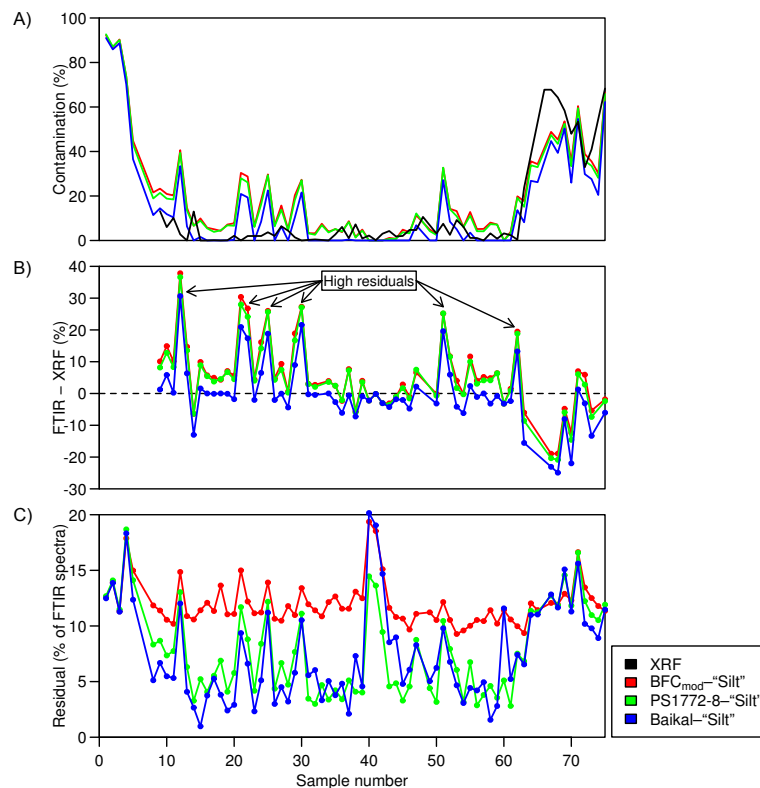 A)
Contamination (%)
100
80
60
40
20
0
B)
FTIR – XRF (%)
40
30
20
10
0
-10
-20
-30
High residuals
C)
Residual (% of FTIR spectra)
20
15
10
5
0
0 10 20 30 40 50 60 70
Sample number
XRF
BFCmod–“Silt”
PS1772-8–“Silt”
Baikal–“Silt”